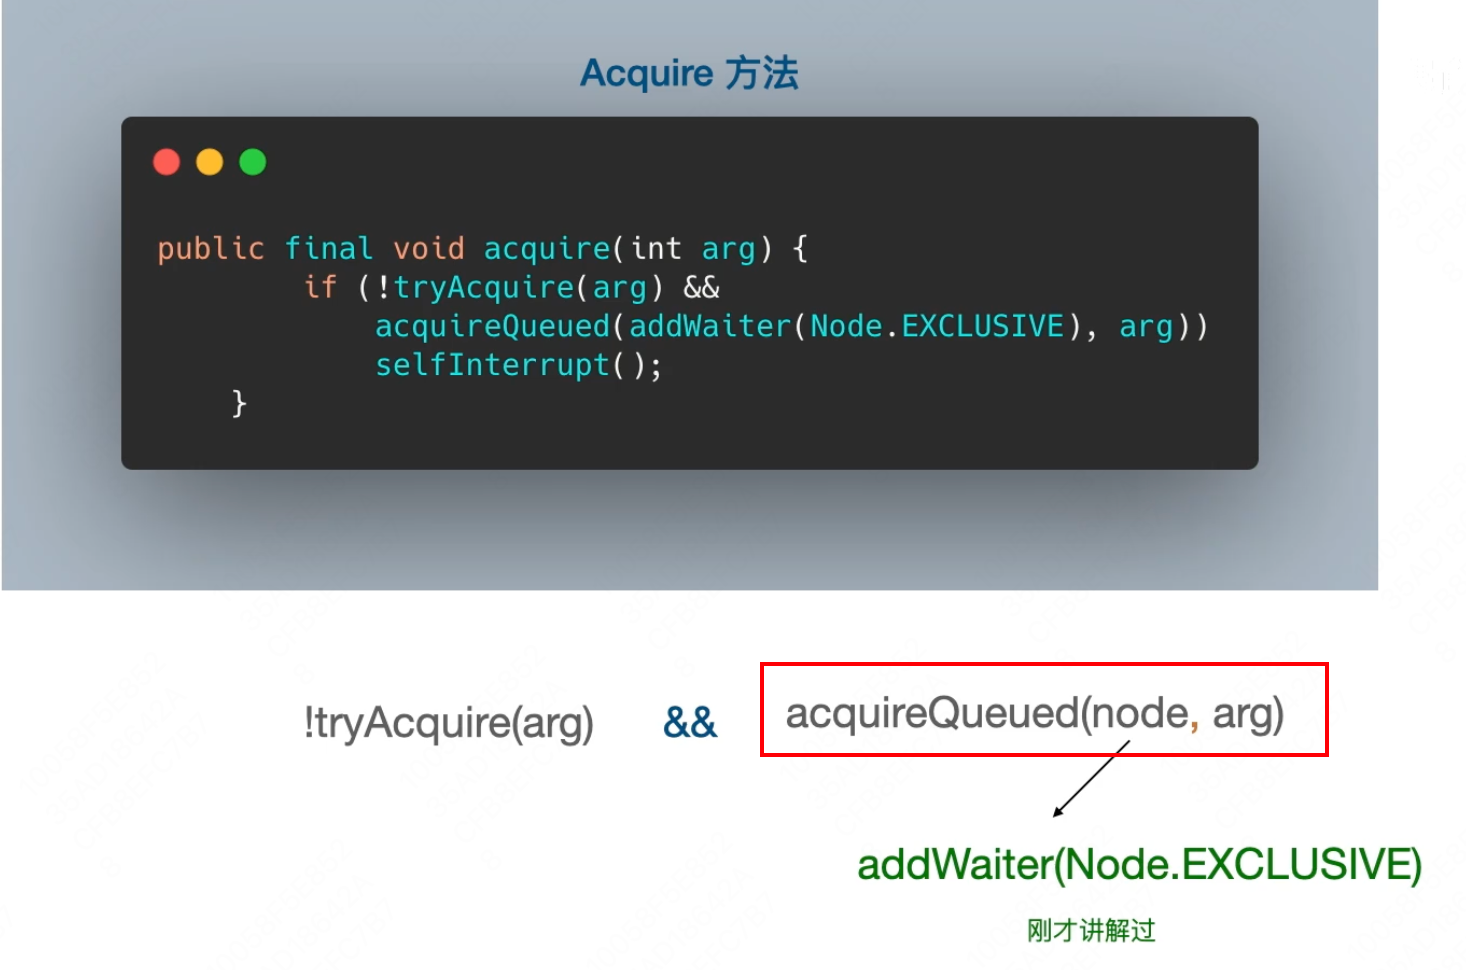 Acquire 方法
public final void acquire(int arg) {
if (!tryAcquire(arg) &&
acquireQueued(addWaiter(Node.EXCLUSIVE), arg))
selfInterrupt();
}
!tryAcquire(arg) && acquireQueued(node, arg)
addWaiter(Node.EXCLUSIVE)
刚才讲解过